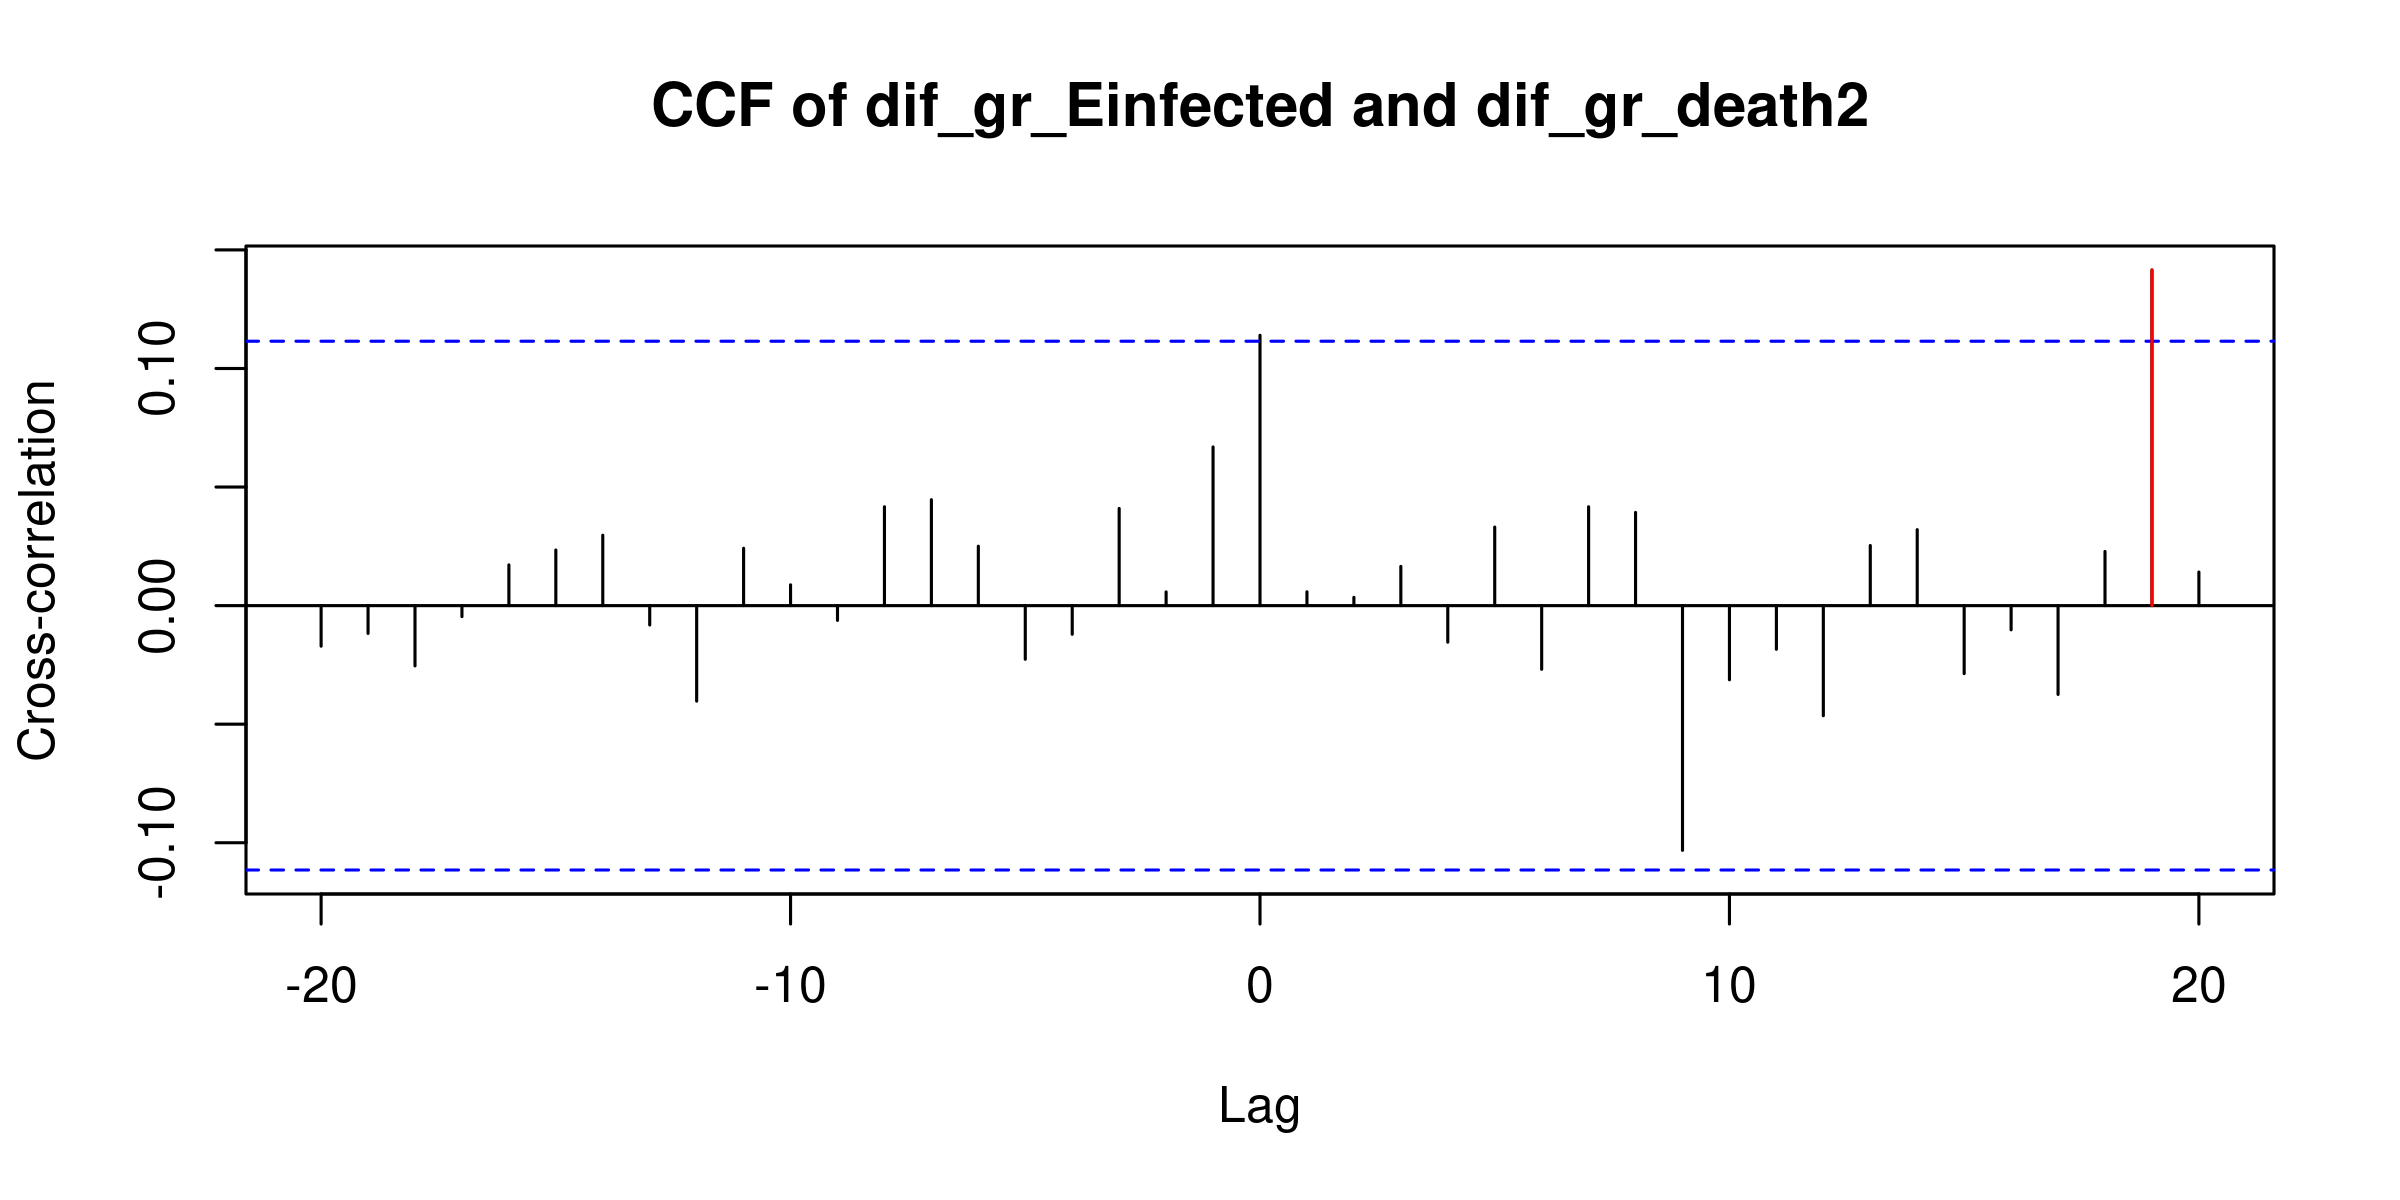 CCF of dif_gr_Einfected and dif_gr_death2
Cross-correlation
0.10
0.00
-0.10
-20 -10 0 10 20
Lag